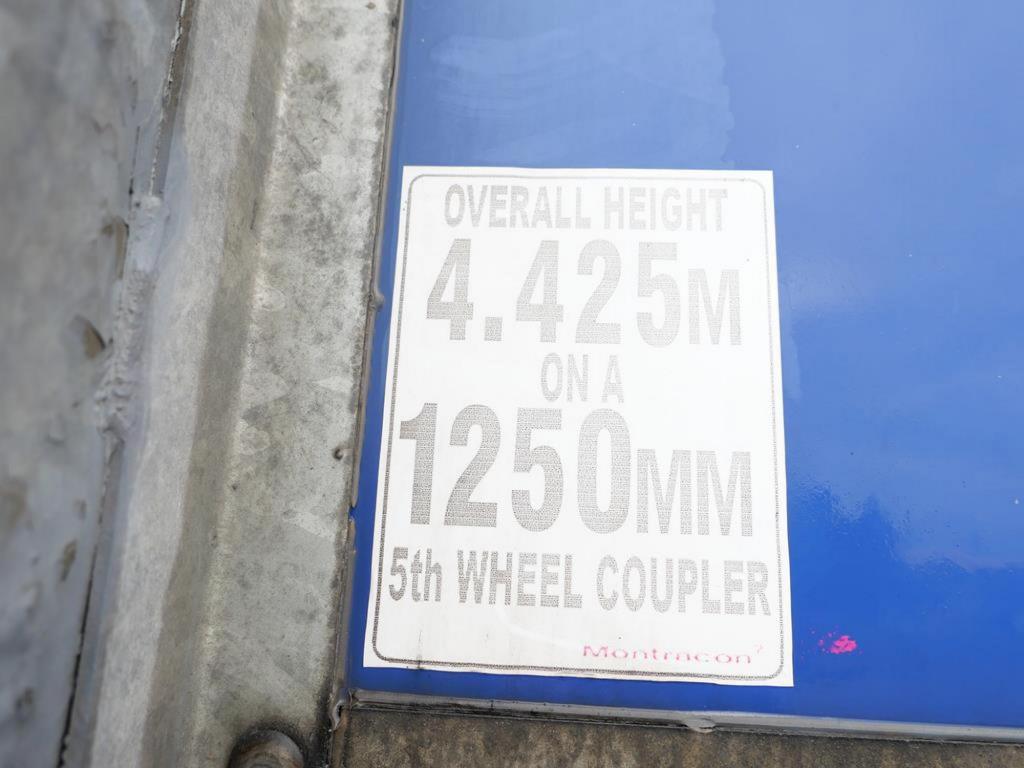 OVERALL HEIGHT
4.425M
ON A
1250MM
5th WHEEL COUPLER
Montracon?